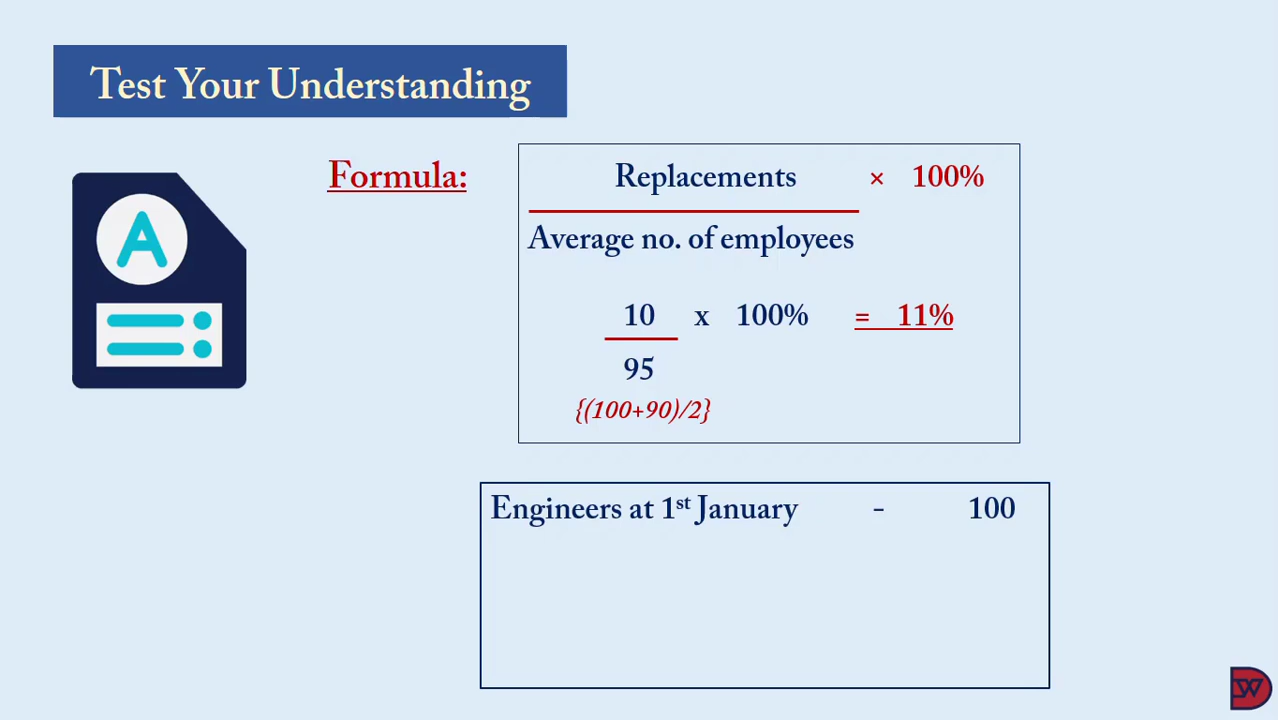 Test Your Understanding
Formula:
Replacements × 100%
Average no. of employees
10 x 100% = 11%
95
{(100+90)/2}
Engineers at 1st January - 100
A
DW